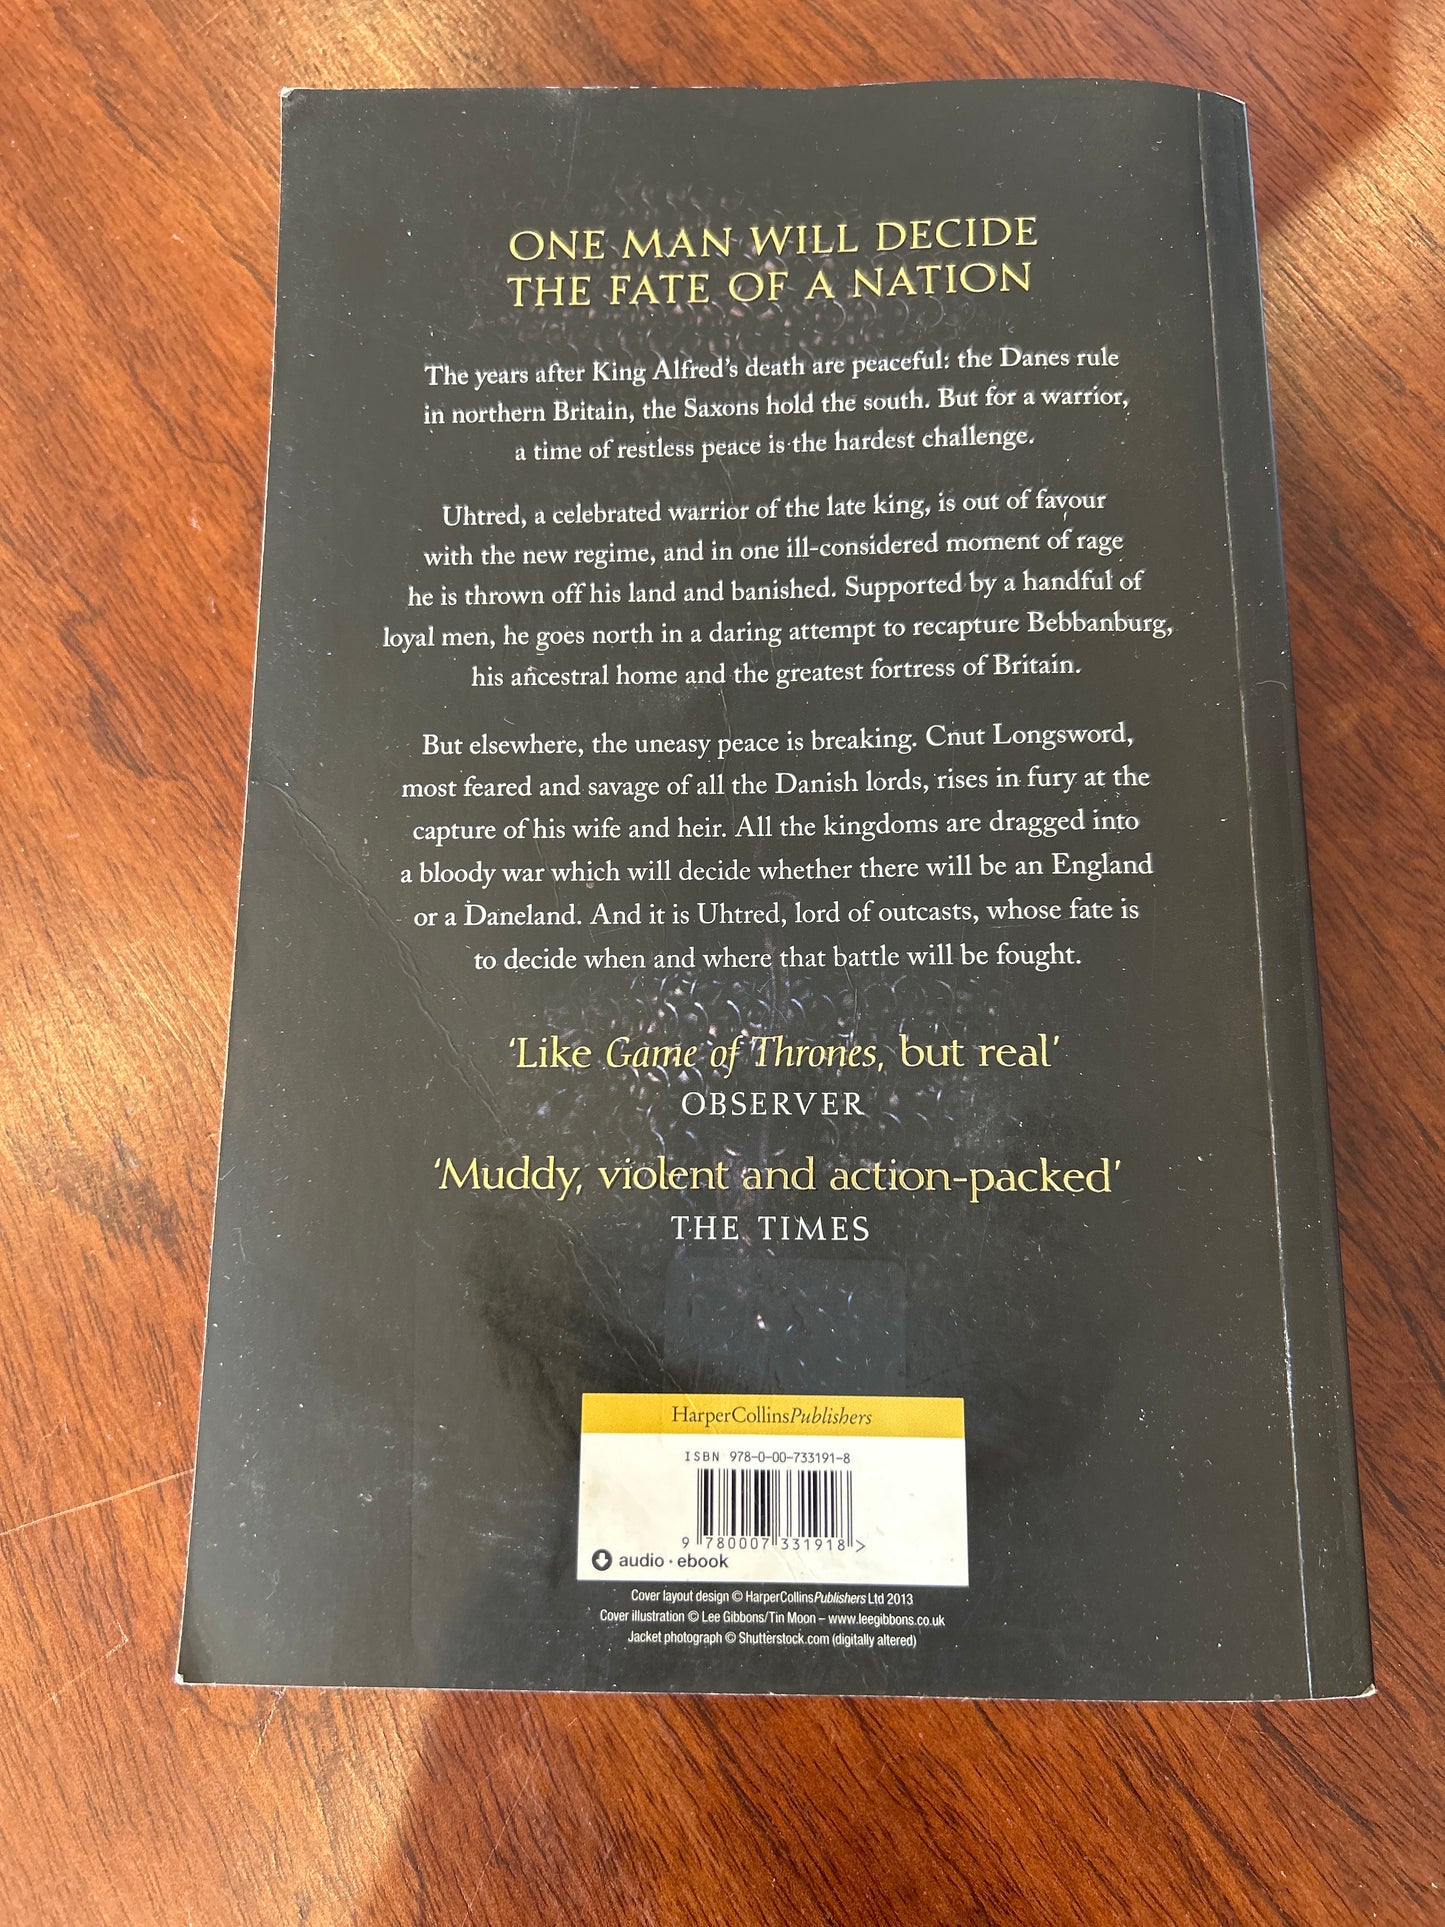 ONE MAN WILL DECIDE
THE FATE OF A NATION
The years after King Alfred's death are peaceful: the Danes rule
in northern Britain, the Saxons hold the south. But for a warrior,
a time of restless peace is the hardest challenge.
Uhtred, a celebrated warrior of the late king, is out of favour
with the new regime, and in one ill-considered moment of rage
he is thrown off his land and banished. Supported by a handful of
loyal men, he goes north in a daring attempt to recapture Bebbanburg,
his ancestral home and the greatest fortress of Britain.
But elsewhere, the uneasy peace is breaking. Cnut Longsword,
most feared and savage of all the Danish lords, rises in fury at the
capture of his wife and heir. All the kingdoms are dragged into
a bloody war which will decide whether there will be an England
or a Daneland. And it is Uhtred, lord of outcasts, whose fate is
to decide when and where that battle will be fought.
'Like Game of Thrones, but real'
OBSERVER
'Muddy, violent and action-packed'
THE TIMES
HarperCollinsPublishers
ISBN 978-0-00-733191-8
9 780007 331918 >
audio • ebook
Cover layout design © HarperCollinsPublishers Ltd 2013
Cover illustration © Lee Gibbons/Tin Moon – www.leegibbons.co.uk
Jacket photograph © Shutterstock.com (digitally altered)